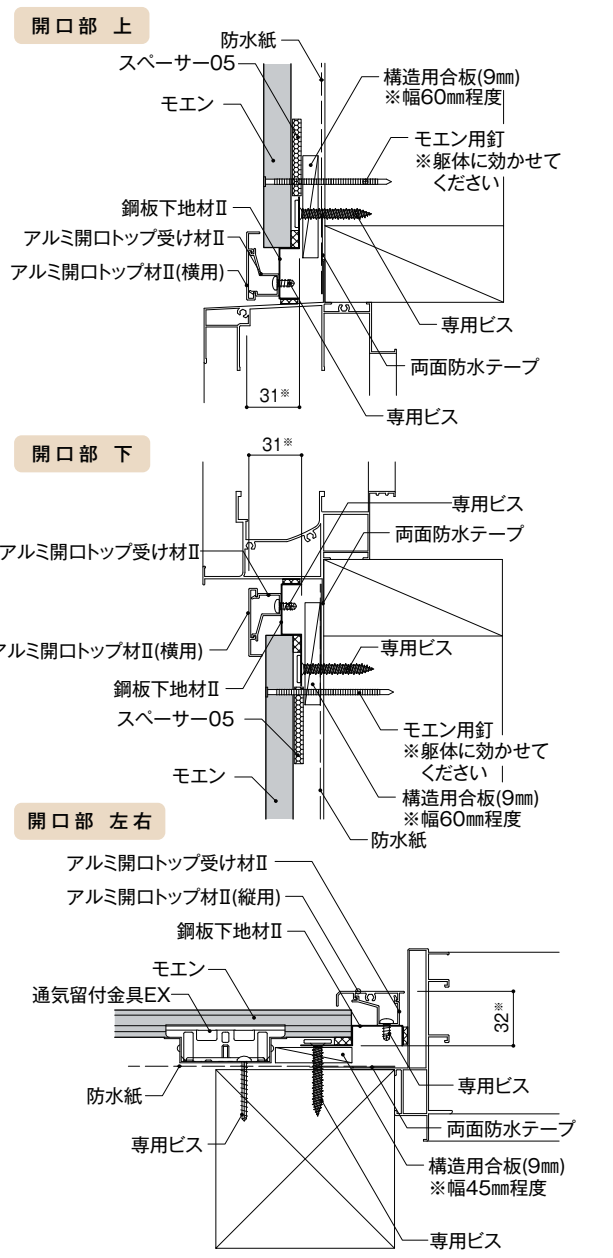 開口部 上
防水紙
スペーサー05
構造用合板(9㎜)
※幅60㎜程度
モエン
モエン用釘
※躯体に効かせて
ください
鋼板下地材Ⅱ
アルミ開口トップ受け材Ⅱ
アルミ開口トップ材Ⅱ(横用)
専用ビス
両面防水テープ
31※
専用ビス
開口部 下
31※
専用ビス
両面防水テープ
アルミ開口トップ受け材Ⅱ
アルミ開口トップ材Ⅱ(横用)
専用ビス
鋼板下地材Ⅱ
スペーサー05
モエン用釘
※躯体に効かせて
ください
モエン
構造用合板(9㎜)
※幅60㎜程度
防水紙
開口部 左右
アルミ開口トップ受け材Ⅱ
アルミ開口トップ材Ⅱ(縦用)
鋼板下地材Ⅱ
モエン
通気留付金具EX
32※
防水紙
専用ビス
専用ビス
両面防水テープ
構造用合板(9㎜)
※幅45㎜程度
専用ビス